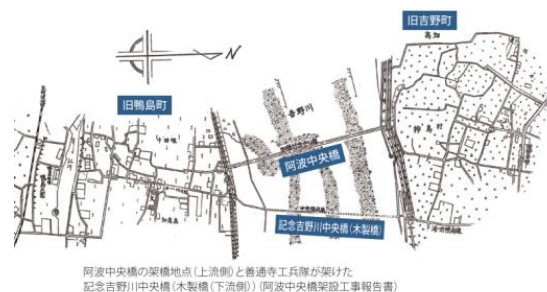 旧吉野町
高畑
N
旧鴨島町
吉野川
阿波中央橋
記念吉野川中央橋(木製橋)
阿波中央橋の架橋地点(上流側)と善通寺工兵隊が架けた
記念吉野川中央橋(木製橋(下流側))(阿波中央橋架設工事報告書)